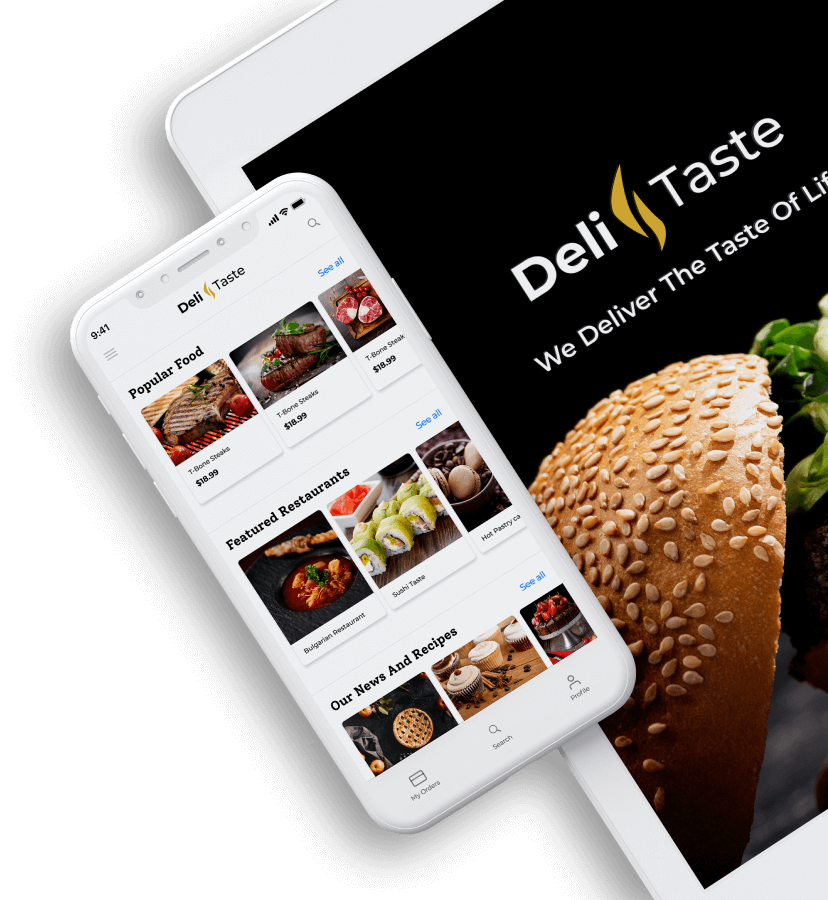 Deli Taste
We Deliver The Taste Of
9:41
Deli Taste
Popular Food
See all
T-Bone Steaks
$18.99
T-Bone Steaks
$18.99
T-Bone Steak
$18.99
Featured Restaurants
See all
Bulgarian Restaurant
Sushi Taste
Hot Pastry ca
Our News And Recipes
See all
My Orders
Search
Profile